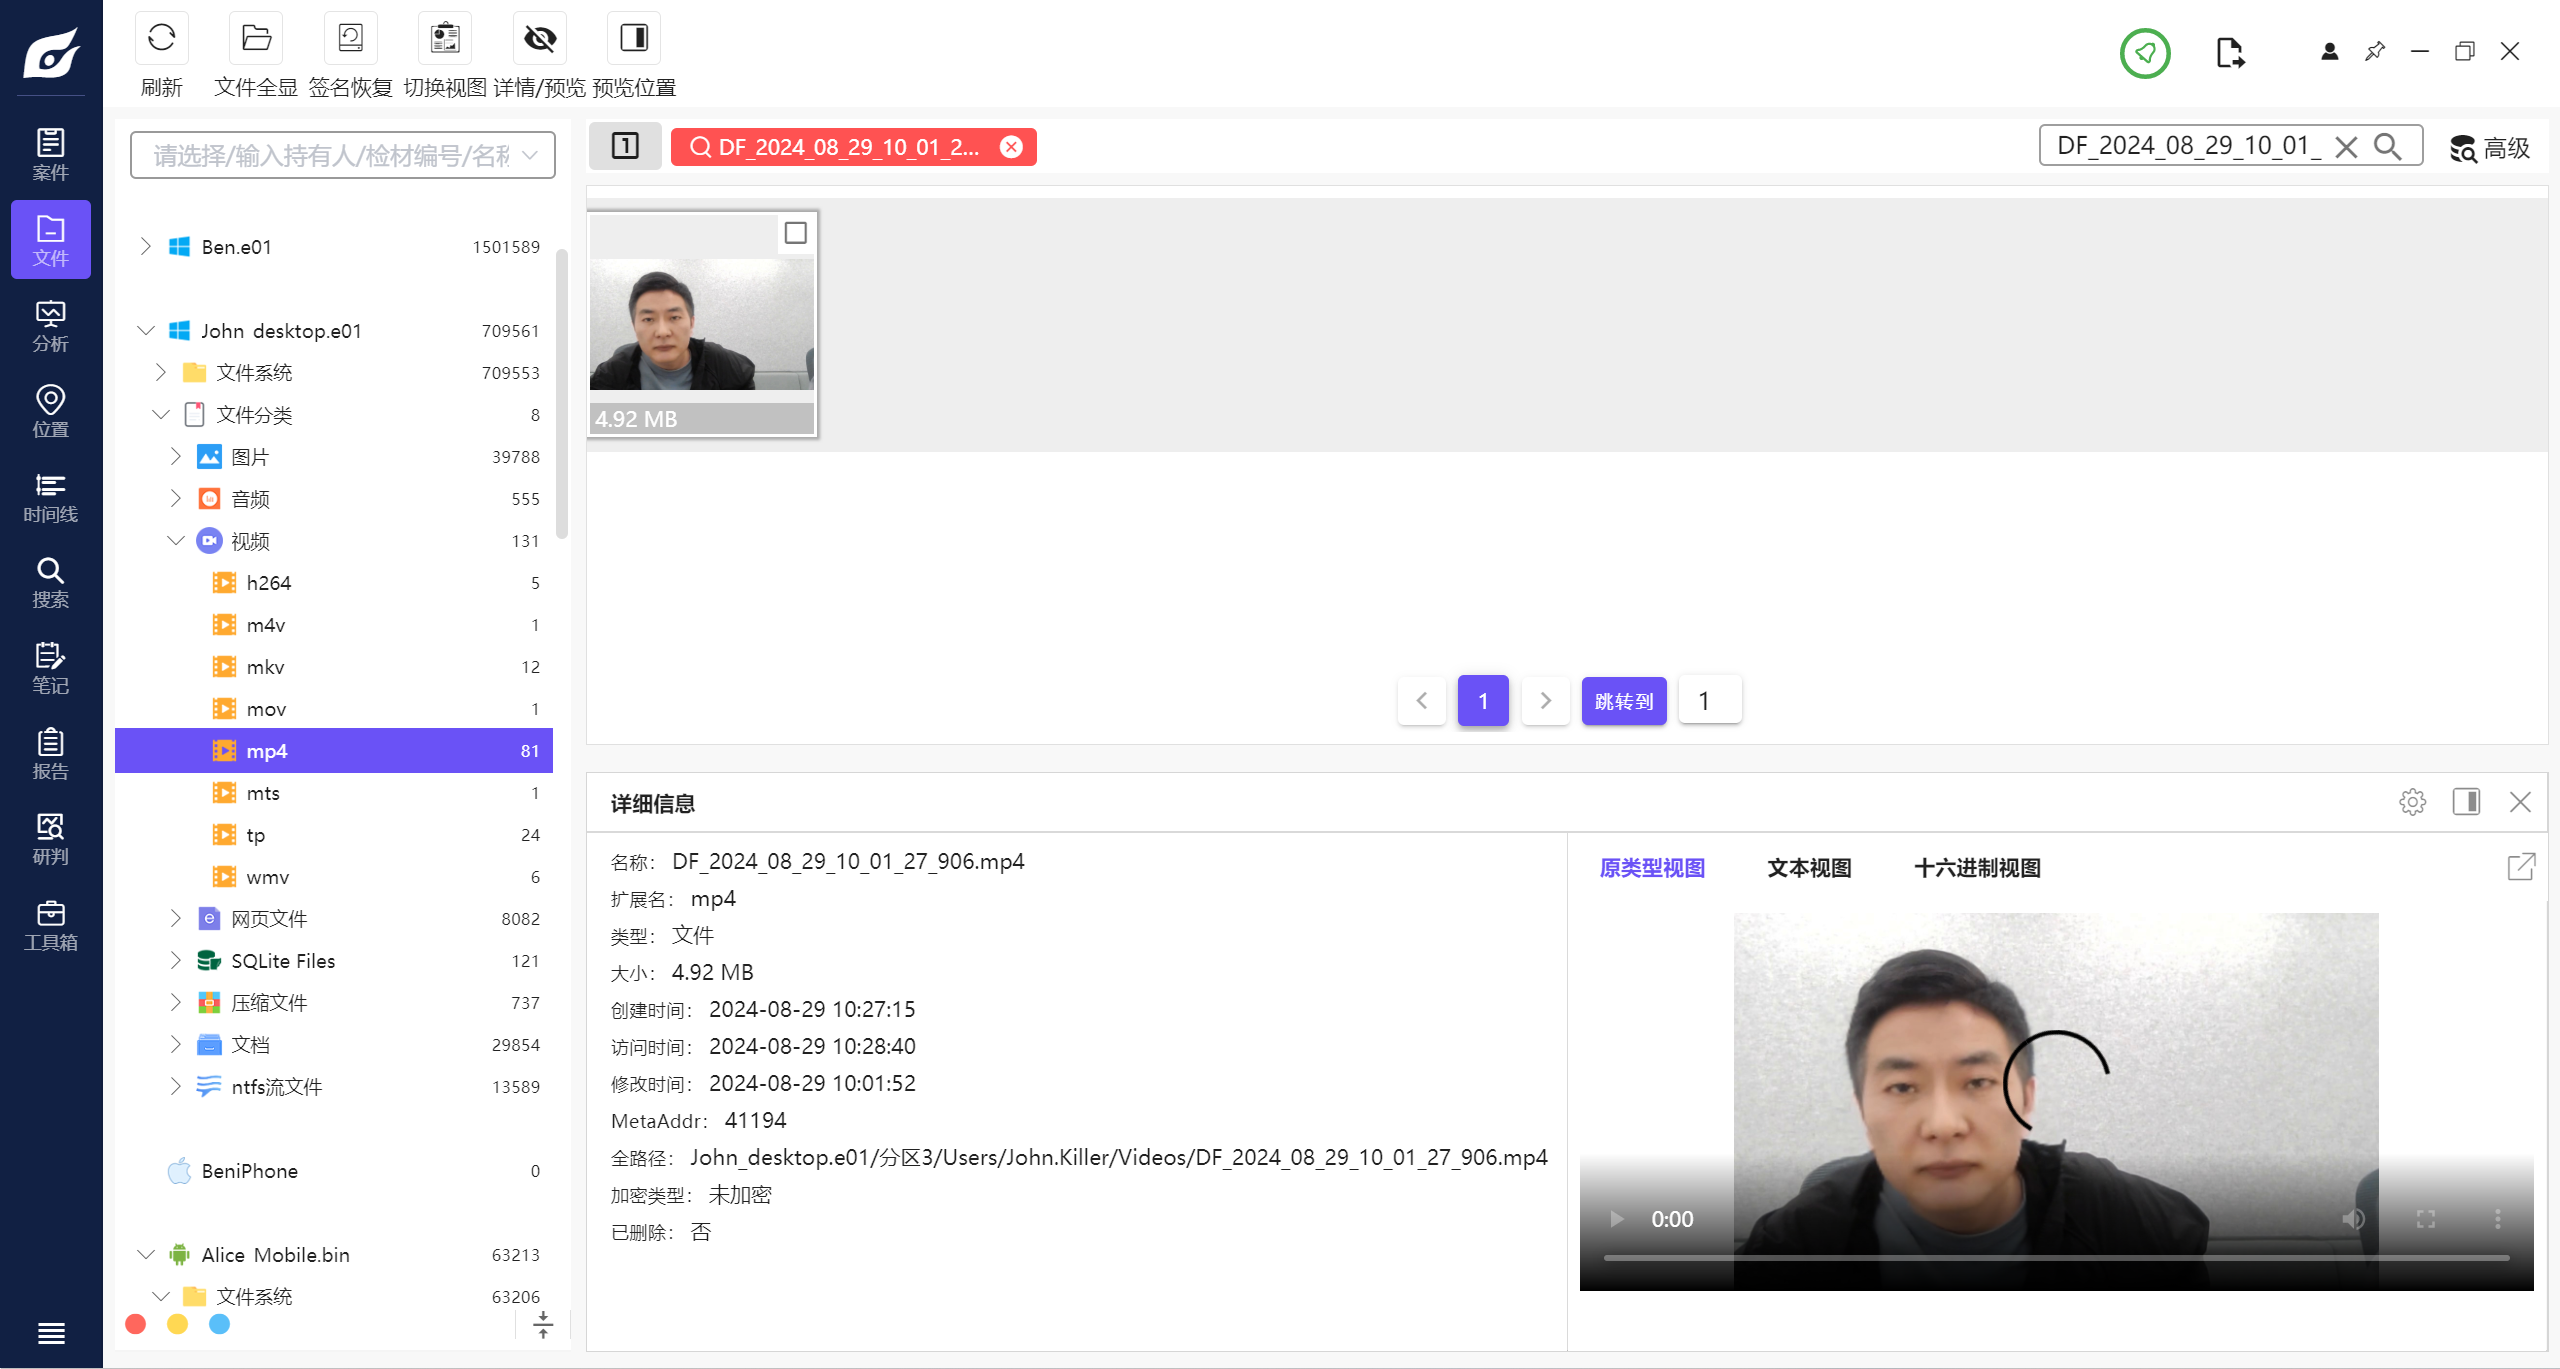 刷新
文件全显
签名恢复
切换视图
详情/预览
预览位置
案件
文件
分析
位置
时间线
搜索
笔记
报告
研判
工具箱
请选择/输入持有人/检材编号/名称
Ben.e01 1501589
John_desktop.e01 709561
文件系统 709553
文件分类 8
图片 39788
音频 555
视频 131
h264 5
m4v 1
mkv 12
mov 1
mp4 81
mts 1
tp 24
wmv 6
网页文件 8082
SQLite Files 121
压缩文件 737
文档 29854
ntfs流文件 13589
BeniPhone 0
Alice_Mobile.bin 63213
文件系统 63206
1
DF_2024_08_29_10_01_2...
DF_2024_08_29_10_01_
高级
4.92 MB
1
跳转到
1
详细信息
名称： DF_2024_08_29_10_01_27_906.mp4
扩展名： mp4
类型： 文件
大小： 4.92 MB
创建时间： 2024-08-29 10:27:15
访问时间： 2024-08-29 10:28:40
修改时间： 2024-08-29 10:01:52
MetaAddr： 41194
全路径： John_desktop.e01/分区3/Users/John.Killer/Videos/DF_2024_08_29_10_01_27_906.mp4
加密类型： 未加密
已删除： 否
原类型视图
文本视图
十六进制视图
0:00